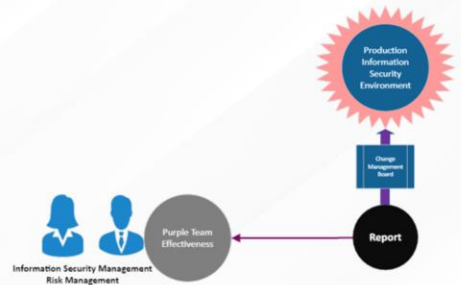 Production
Information
Security
Environment
Change
Management
Board
Purple Team
Effectiveness
Report
Information Security Management
Risk Management